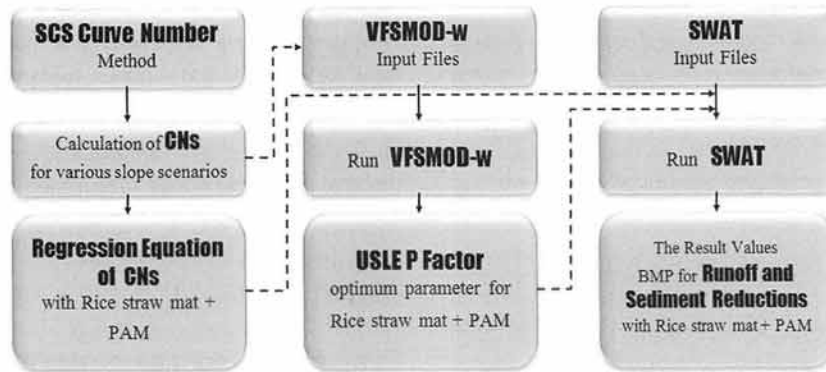 SCS Curve Number
Method
Calculation of CNs
for various slope scenarios
Regression Equation
of CNs
with Rice straw mat +
PAM
VFSMOD-w
Input Files
Run VFSMOD-w
USLE P Factor
optimum parameter for
Rice straw mat + PAM
SWAT
Input Files
Run SWAT
The Result Values
BMP for Runoff and
Sediment Reductions
with Rice straw mat + PAM